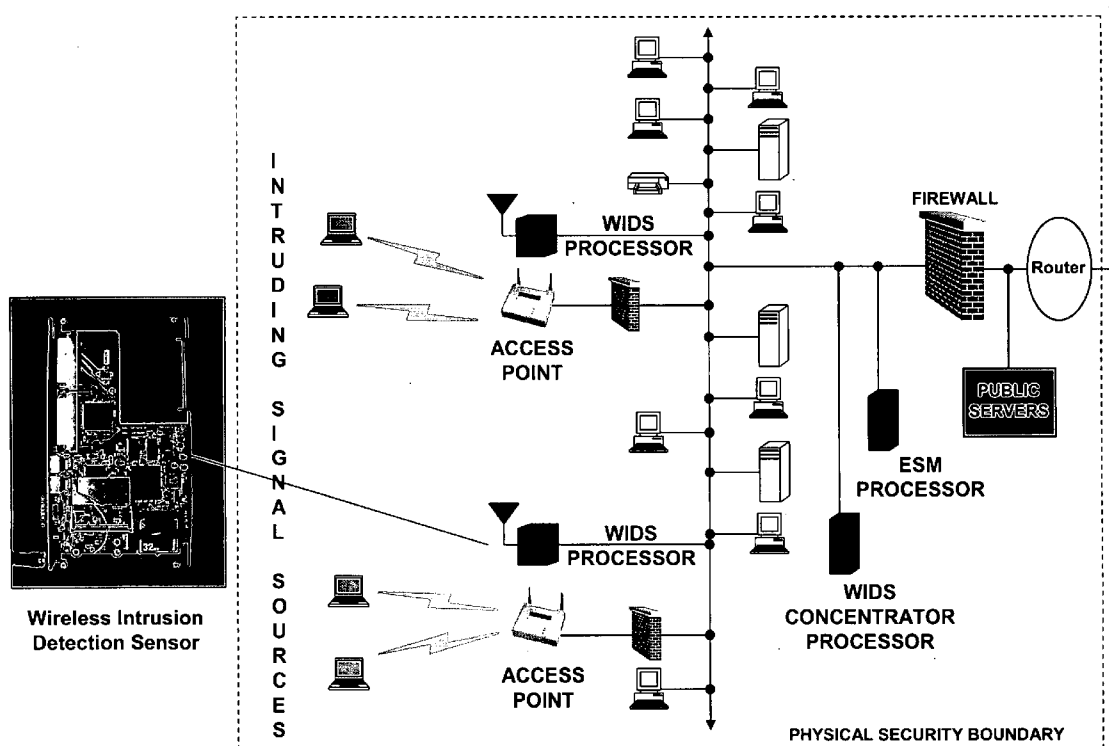 INTRUDING SIGNAL SOURCES
WIDS
PROCESSOR
ACCESS
POINT
FIREWALL
Router
PUBLIC
SERVERS
ESM
PROCESSOR
WIDS
PROCESSOR
WIDS
CONCENTRATOR
PROCESSOR
ACCESS
POINT
32
Wireless Intrusion
Detection Sensor
PHYSICAL SECURITY BOUNDARY